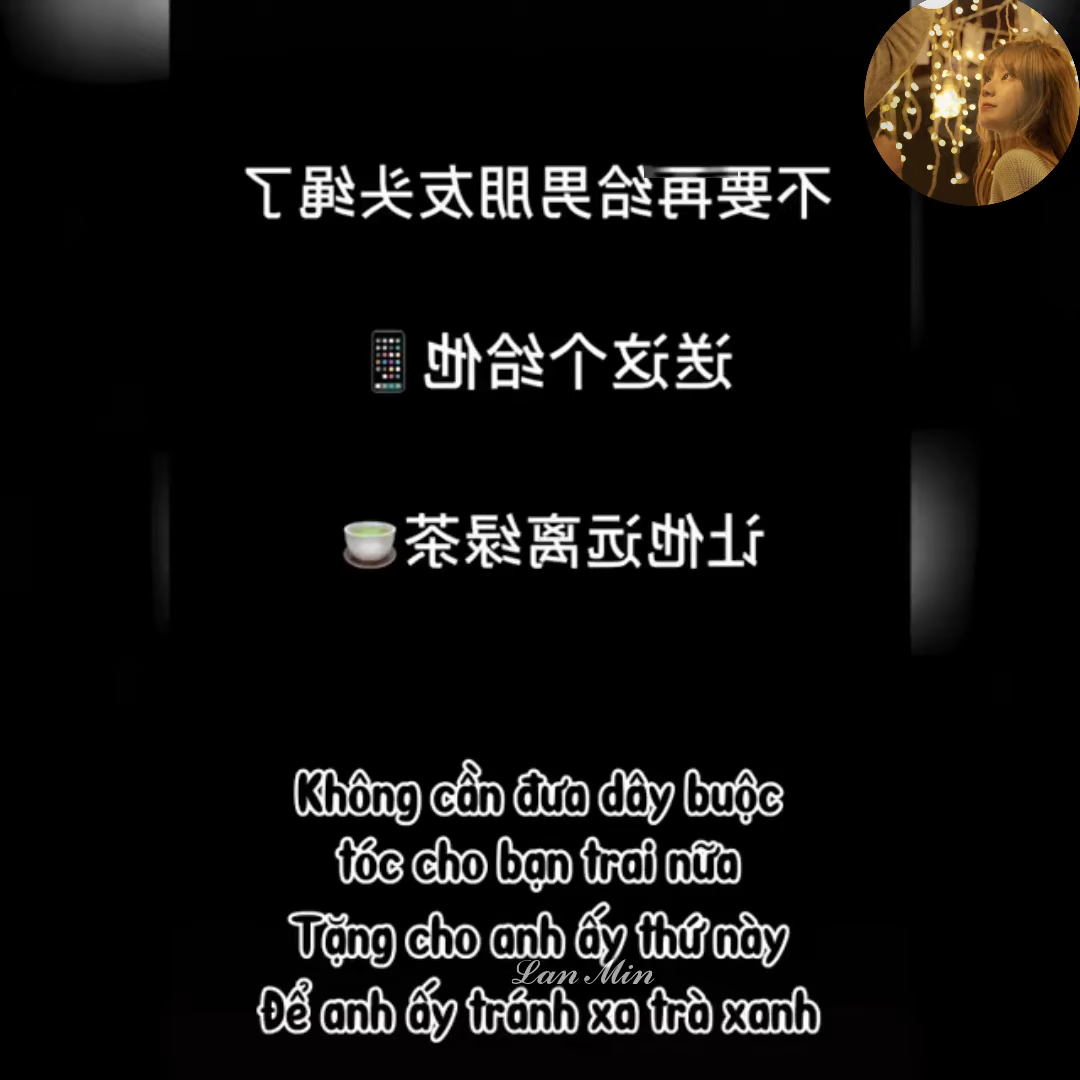 不要再给男朋友头绳了
送这个给他📱
让他远离绿茶🍵
Không cần đưa dây buộc
tóc cho bạn trai nữa
Tặng cho anh ấy thứ này
Lan Min
Để anh ấy tránh xa trà xanh